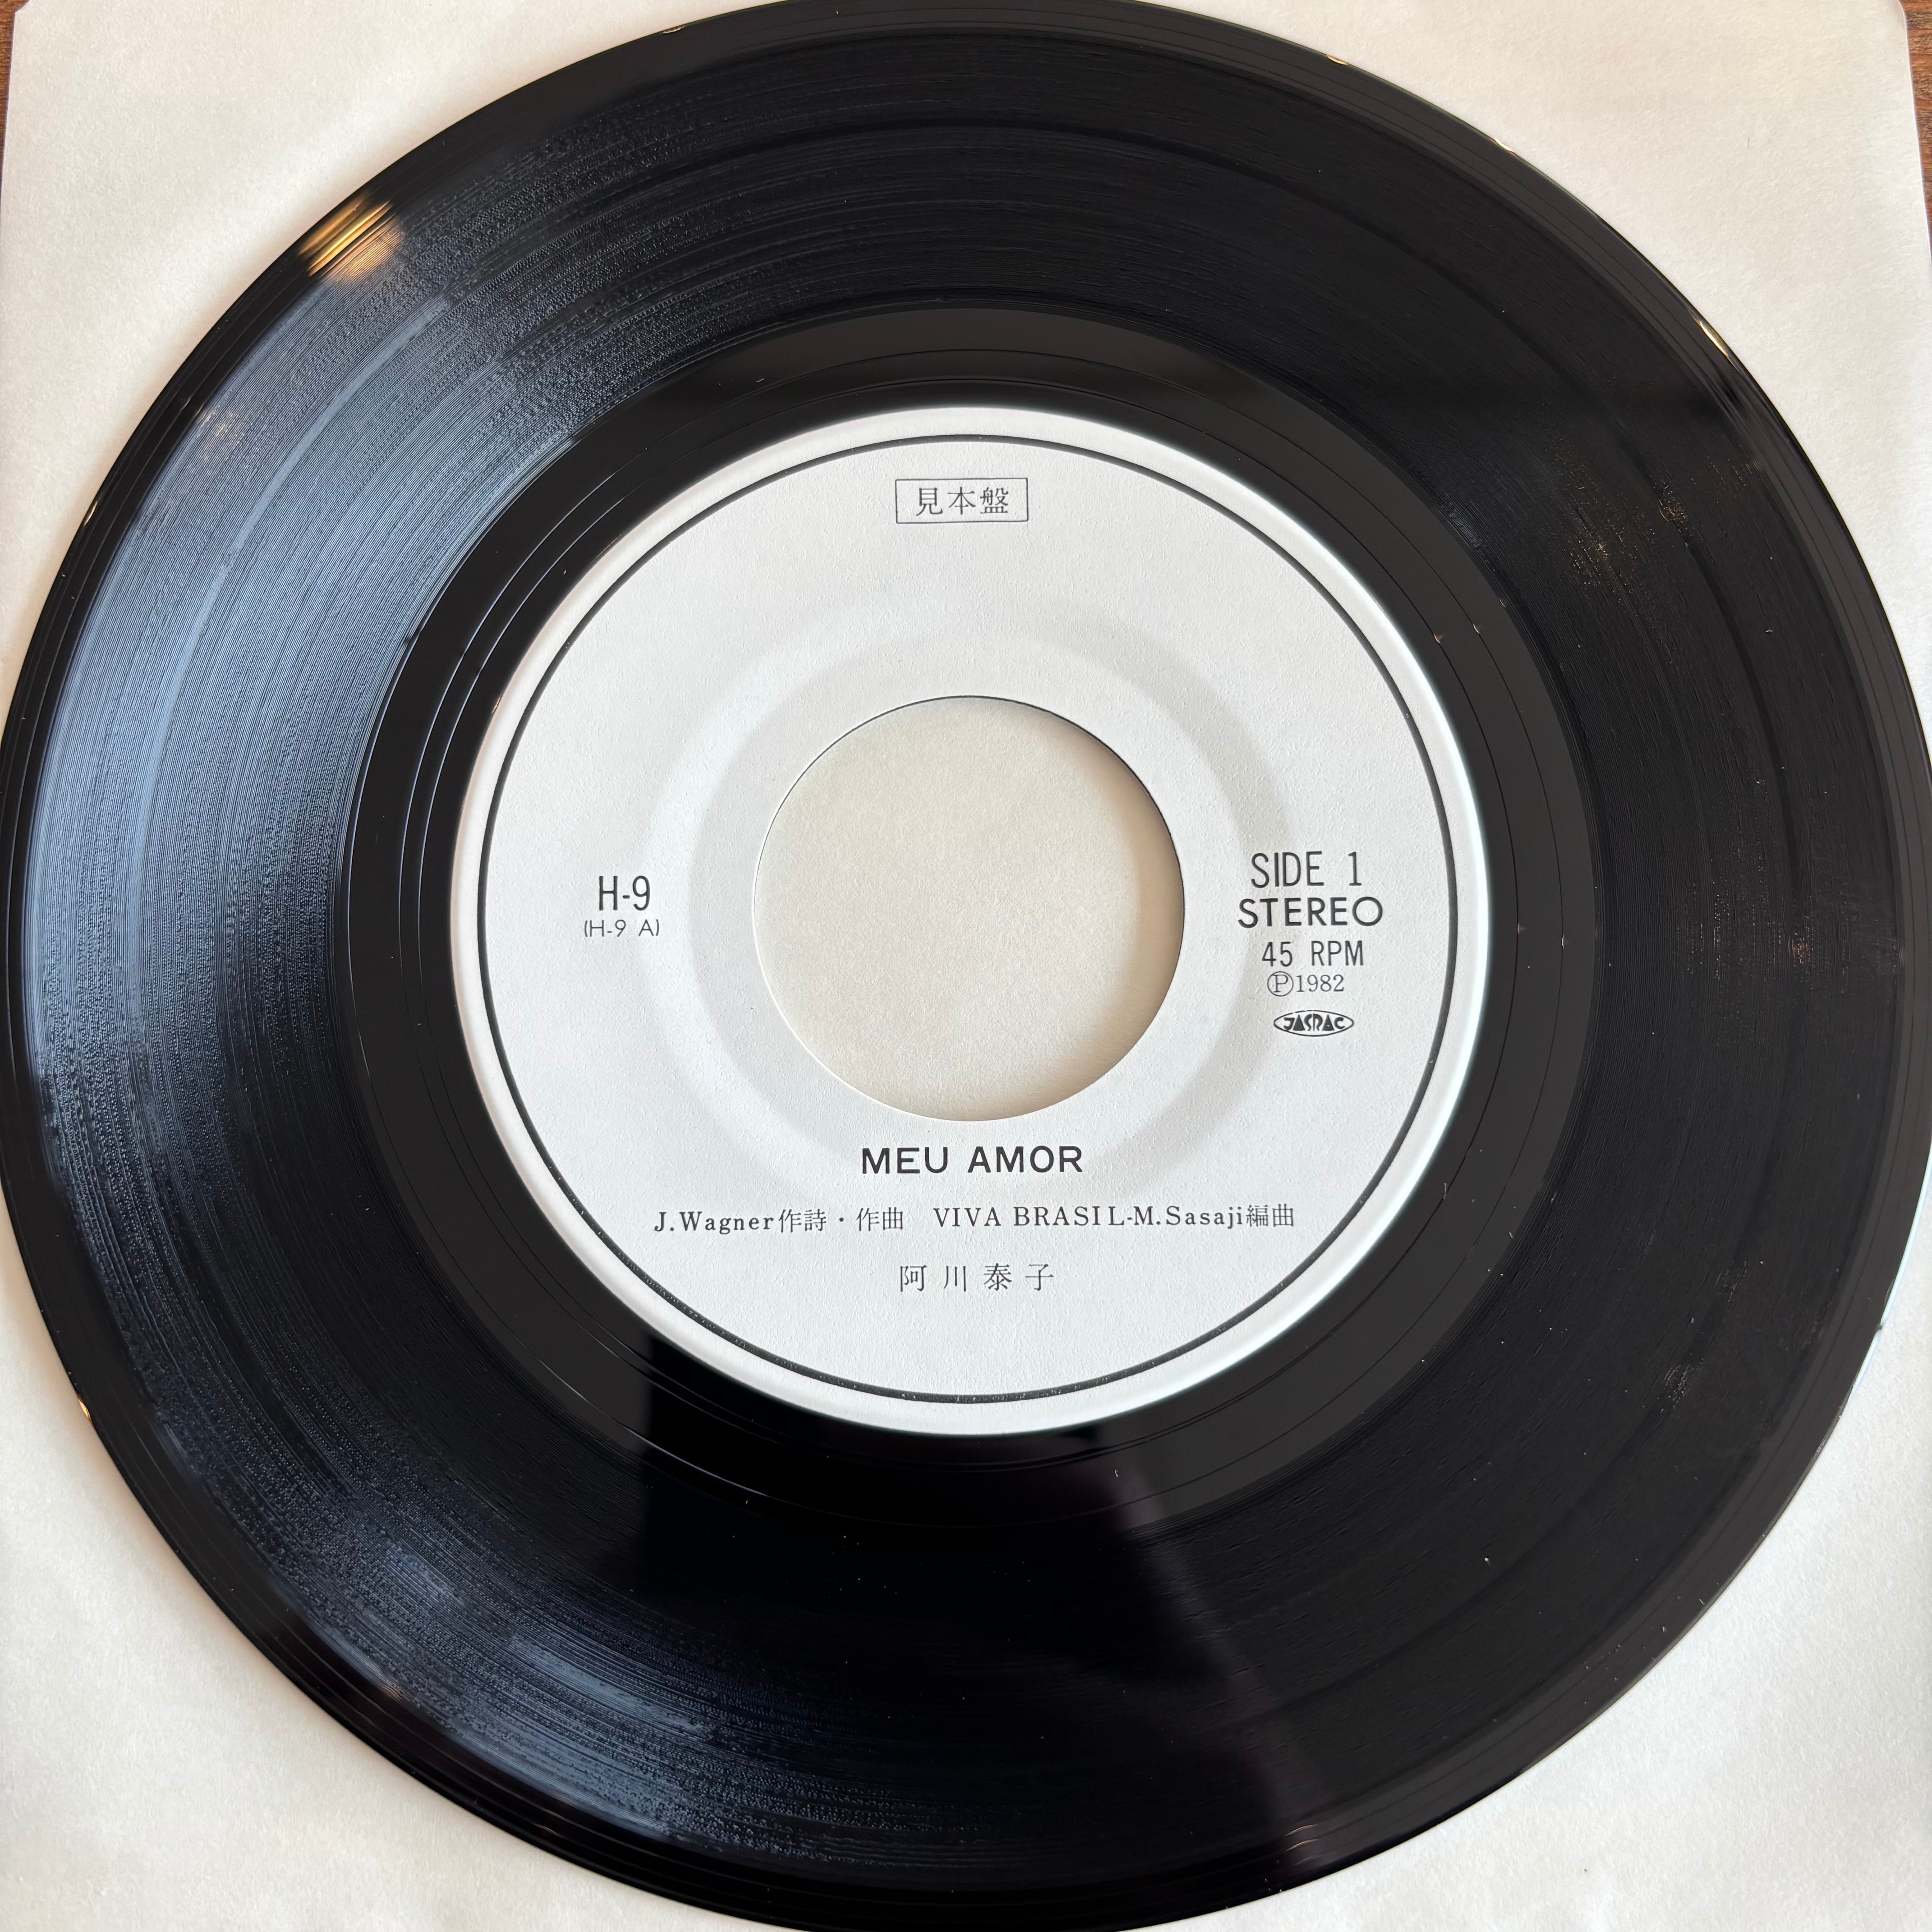 見本盤
H-9
(H-9 A)
SIDE 1
STEREO
45 RPM
Ⓟ1982
JASRAC
MEU AMOR
J.Wagner作詩・作曲 VIVA BRASIL-M.Sasaji編曲
阿川泰子